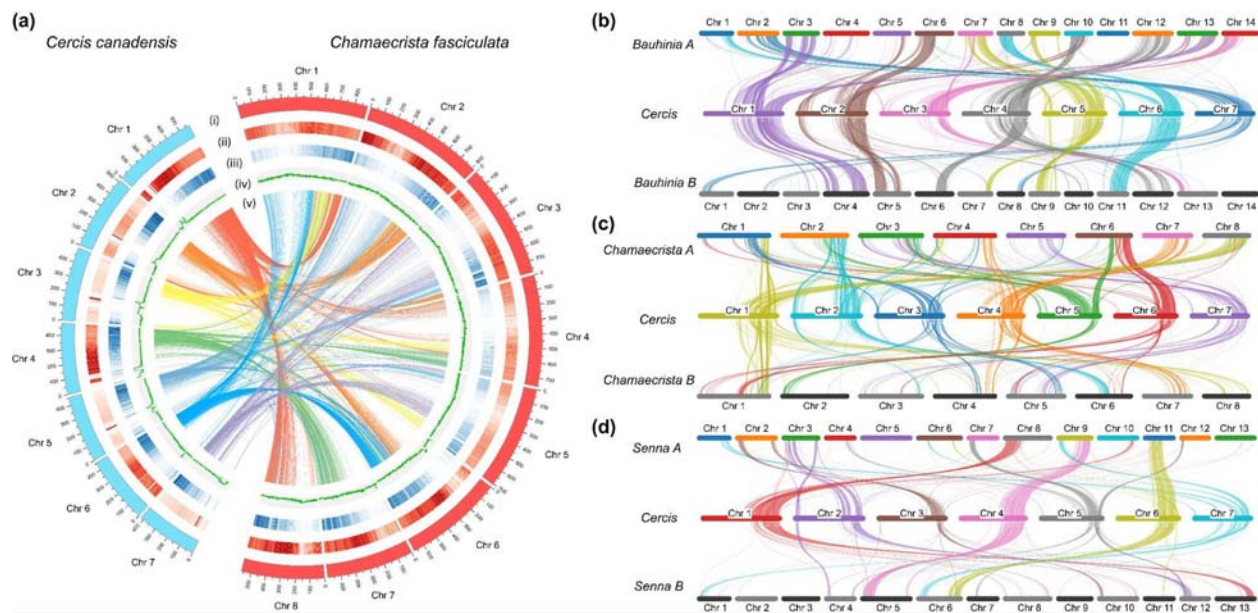 (a)
Cercis canadensis
Chamaecrista fasciculata
Chr 1
Chr 2
Chr 3
Chr 4
Chr 5
Chr 6
Chr 7
Chr 8
Chr 1
Chr 2
Chr 3
Chr 4
Chr 5
Chr 6
Chr 7
(i)
(ii)
(iii)
(iv)
(v)
(b)
Chr 1 Chr 2 Chr 3 Chr 4 Chr 5 Chr 6 Chr 7 Chr 8 Chr 9 Chr 10 Chr 11 Chr 12 Chr 13 Chr 14
Bauhinia A
Cercis
Chr 1 Chr 2 Chr 3 Chr 4 Chr 5 Chr 6 Chr 7
Bauhinia B
Chr 1 Chr 2 Chr 3 Chr 4 Chr 5 Chr 6 Chr 7 Chr 8 Chr 9 Chr 10 Chr 11 Chr 12 Chr 13 Chr 14
(c)
Chr 1 Chr 2 Chr 3 Chr 4 Chr 5 Chr 6 Chr 7 Chr 8
Chamaecrista A
Cercis
Chr 1 Chr 2 Chr 3 Chr 4 Chr 5 Chr 6 Chr 7
Chamaecrista B
Chr 1 Chr 2 Chr 3 Chr 4 Chr 5 Chr 6 Chr 7 Chr 8
(d)
Chr 1 Chr 2 Chr 3 Chr 4 Chr 5 Chr 6 Chr 7 Chr 8 Chr 9 Chr 10 Chr 11 Chr 12 Chr 13
Senna A
Cercis
Chr 1 Chr 2 Chr 3 Chr 4 Chr 5 Chr 6 Chr 7
Senna B
Chr 1 Chr 2 Chr 3 Chr 4 Chr 5 Chr 6 Chr 7 Chr 8 Chr 9 Chr 10 Chr 11 Chr 12 Chr 13